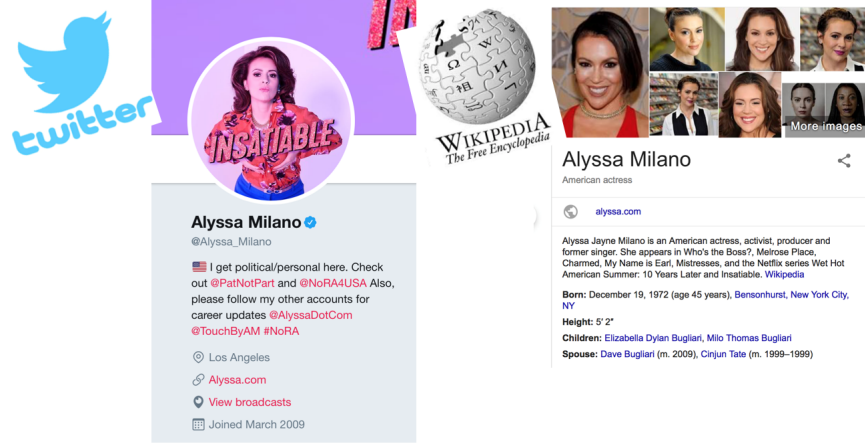 twitter
INSATIABLE
Alyssa Milano
@Alyssa_Milano
I get political/personal here. Check
out @PatNotPart and @NoRA4USA Also,
please follow my other accounts for
career updates @AlyssaDotCom
@TouchByAM #NoRA
Los Angeles
Alyssa.com
View broadcasts
Joined March 2009
Ω
W
И
祖
WIKIPEDIA
The Free Encyclopedia
More images
Alyssa Milano
American actress
alyssa.com
Alyssa Jayne Milano is an American actress, activist, producer and
former singer. She appears in Who's the Boss?, Melrose Place,
Charmed, My Name is Earl, Mistresses, and the Netflix series Wet Hot
American Summer: 10 Years Later and Insatiable. Wikipedia
Born: December 19, 1972 (age 45 years), Bensonhurst, New York City,
NY
Height: 5′ 2″
Children: Elizabella Dylan Bugliari, Milo Thomas Bugliari
Spouse: Dave Bugliari (m. 2009), Cinjun Tate (m. 1999–1999)